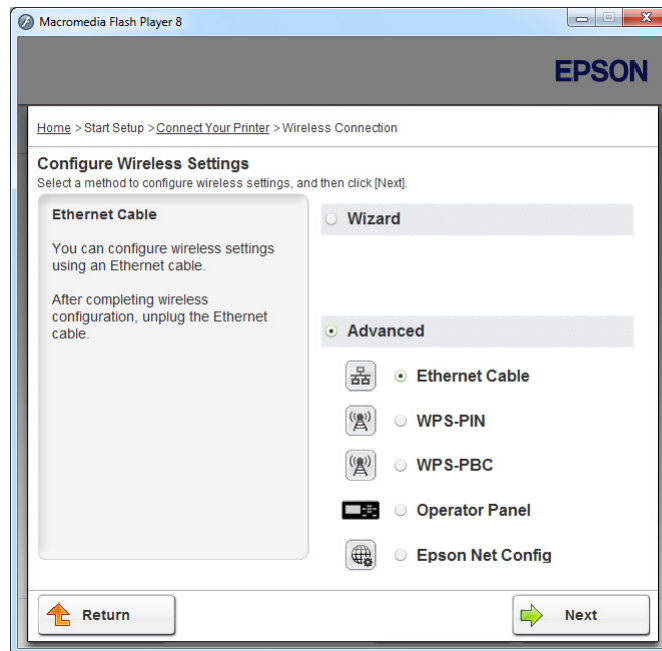 Macromedia Flash Player 8
EPSON
Home > Start Setup > Connect Your Printer > Wireless Connection
Configure Wireless Settings
Select a method to configure wireless settings, and then click [Next].
Ethernet Cable
You can configure wireless settings
using an Ethernet cable.
After completing wireless
configuration, unplug the Ethernet
cable.
Wizard
Advanced
Ethernet Cable
WPS-PIN
WPS-PBC
Operator Panel
Epson Net Config
Return
Next